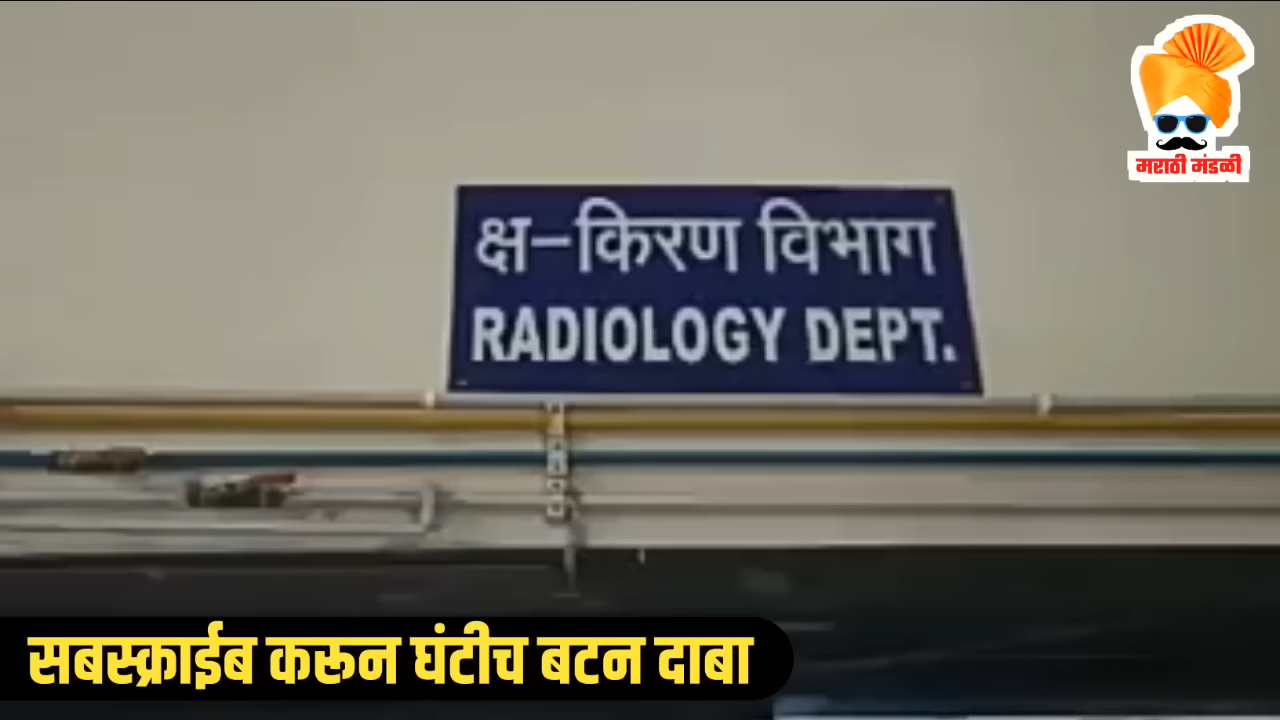 मराठी मंडळी
क्ष-किरण विभाग
RADIOLOGY DEPT.
सबस्क्राईब करून घंटीच बटन दाबा